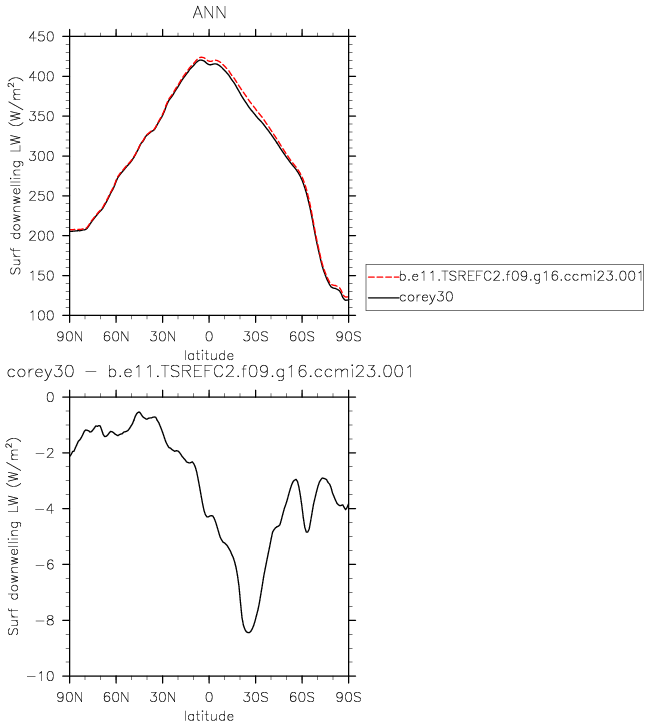 ANN
450
400
350
300
250
200
150
100
Surf downwelling LW (W/m²)
90N 60N 30N 0 30S 60S 90S
latitude
b.e11.TSREFC2.f09.g16.ccmi23.001
corey30
corey30 − b.e11.TSREFC2.f09.g16.ccmi23.001
0
−2
−4
−6
−8
−10
Surf downwelling LW (W/m²)
90N 60N 30N 0 30S 60S 90S
latitude